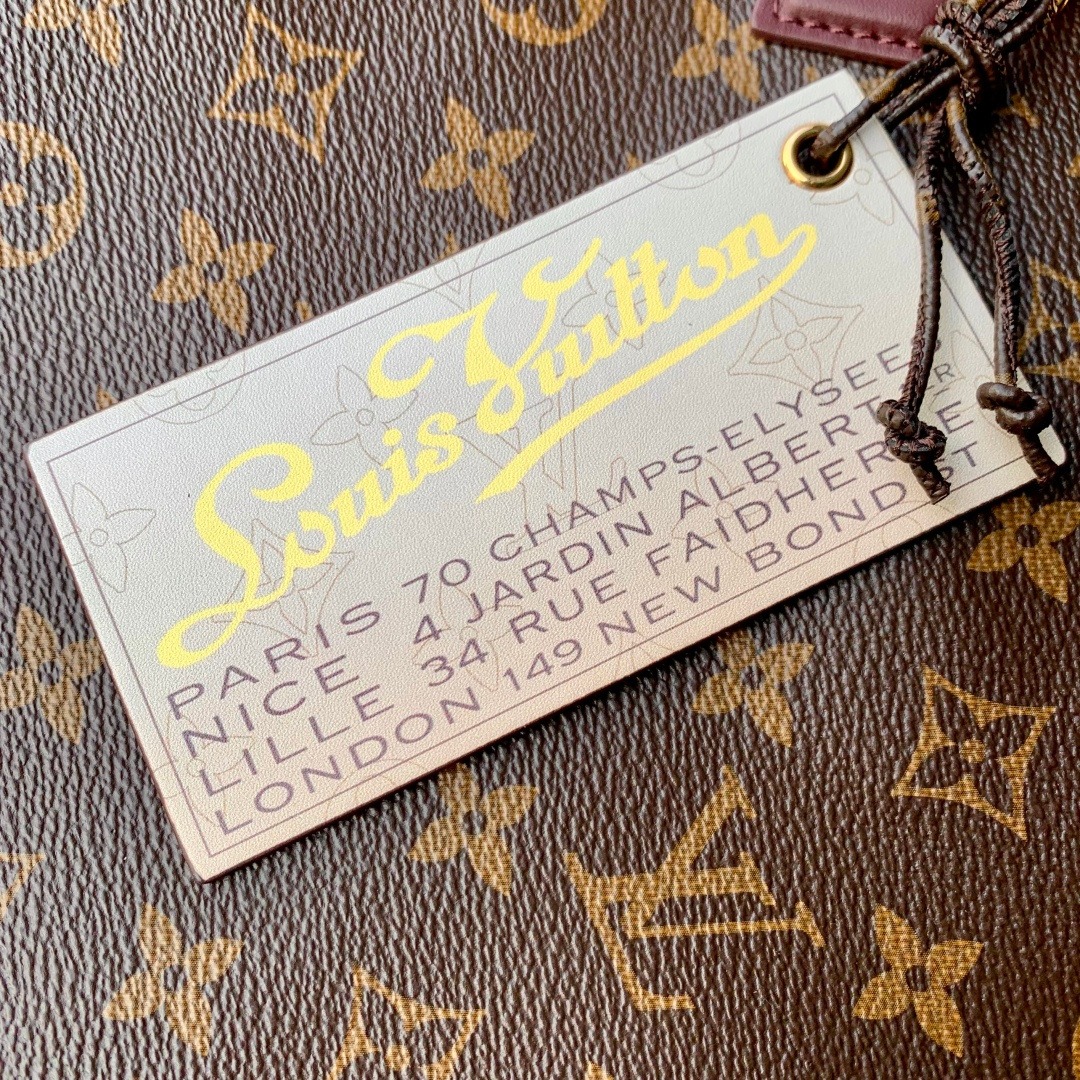 Louis Vuitton
PARIS 70 CHAMPS-ELYSEES
NICE 4 JARDIN ALBERT
LILLE 34 RUE FAIDHERBE
LONDON 149 NEW BOND ST